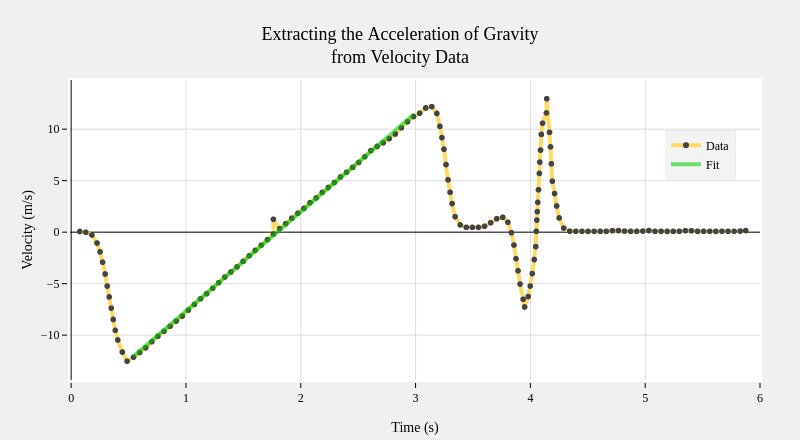 Extracting the Acceleration of Gravity
from Velocity Data
Velocity (m/s)
10
5
0
−5
−10
Data
Fit
0 1 2 3 4 5 6
Time (s)